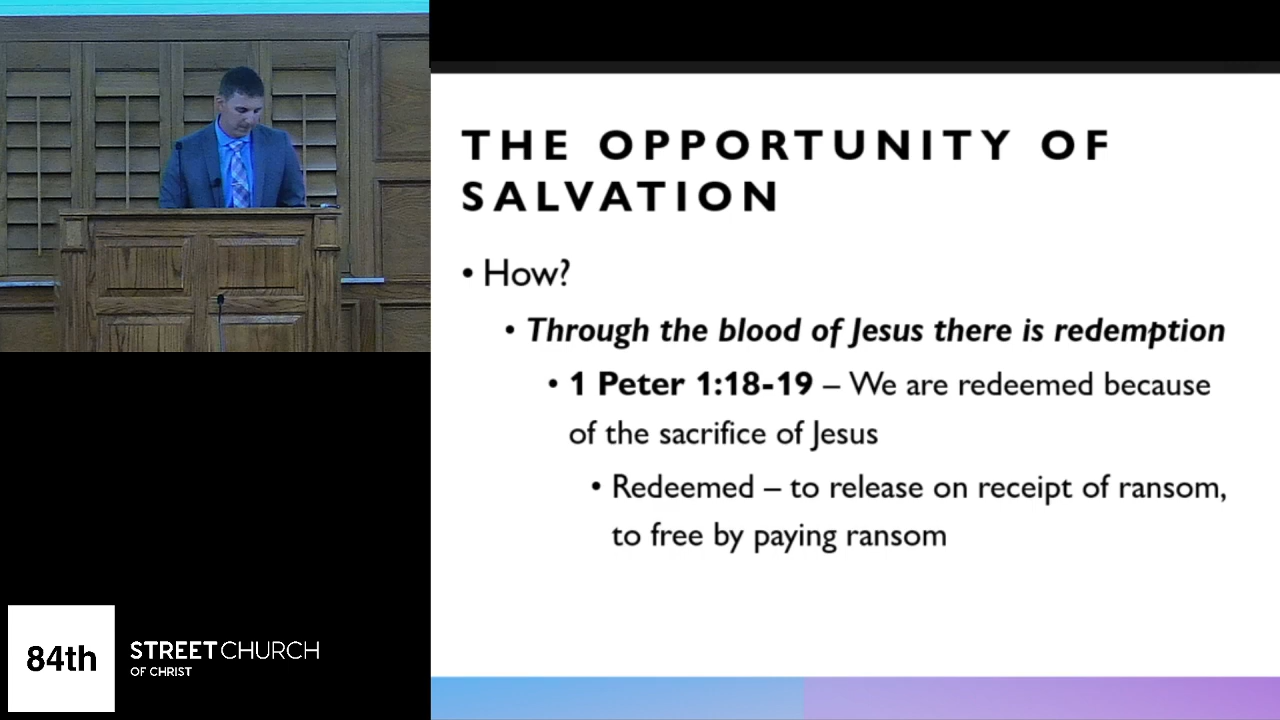 THE OPPORTUNITY OF
SALVATION
• How?
• Through the blood of Jesus there is redemption
• 1 Peter 1:18-19 – We are redeemed because
of the sacrifice of Jesus
• Redeemed – to release on receipt of ransom,
to free by paying ransom
84th
STREET CHURCH
OF CHRIST